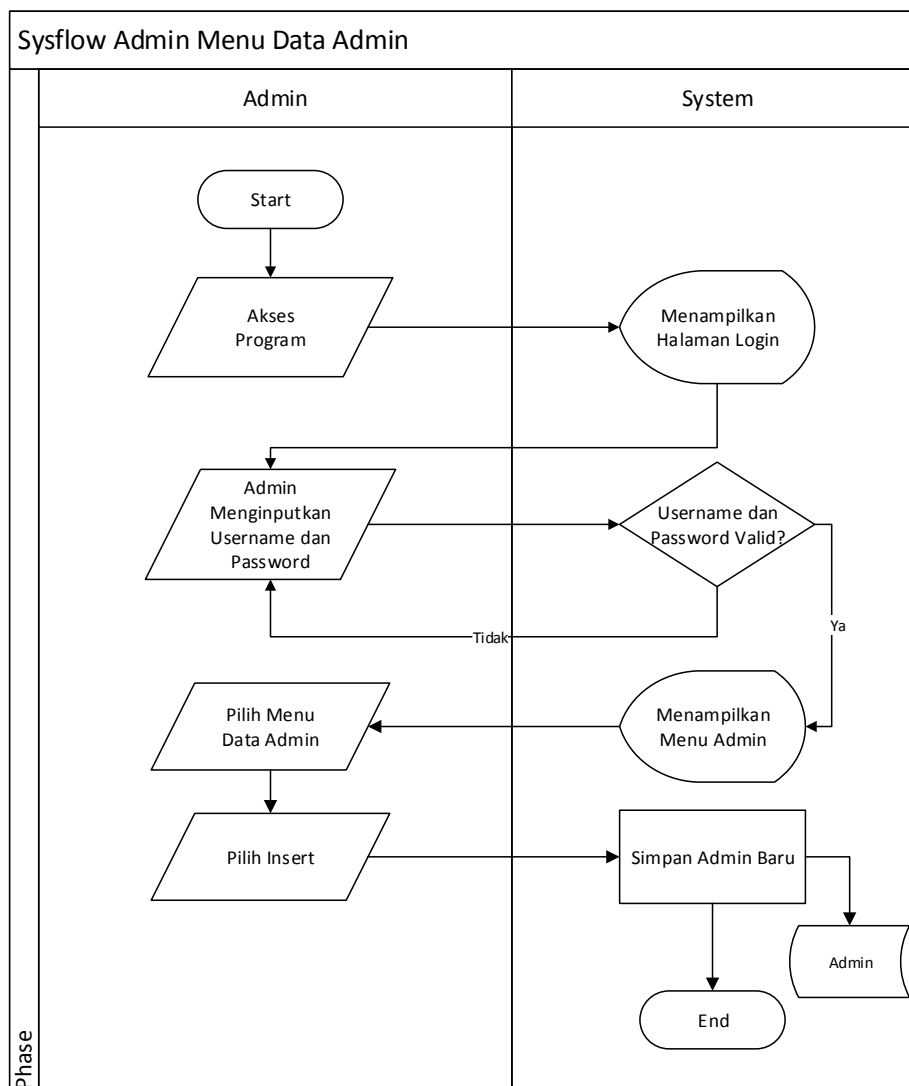 Sysflow Admin Menu Data Admin
Admin
System
Start
Akses
Program
Menampilkan
Halaman Login
Admin
Menginputkan
Username dan
Password
Username dan
Password Valid?
Tidak
Ya
Pilih Menu
Data Admin
Menampilkan
Menu Admin
Pilih Insert
Simpan Admin Baru
Admin
End
Phase